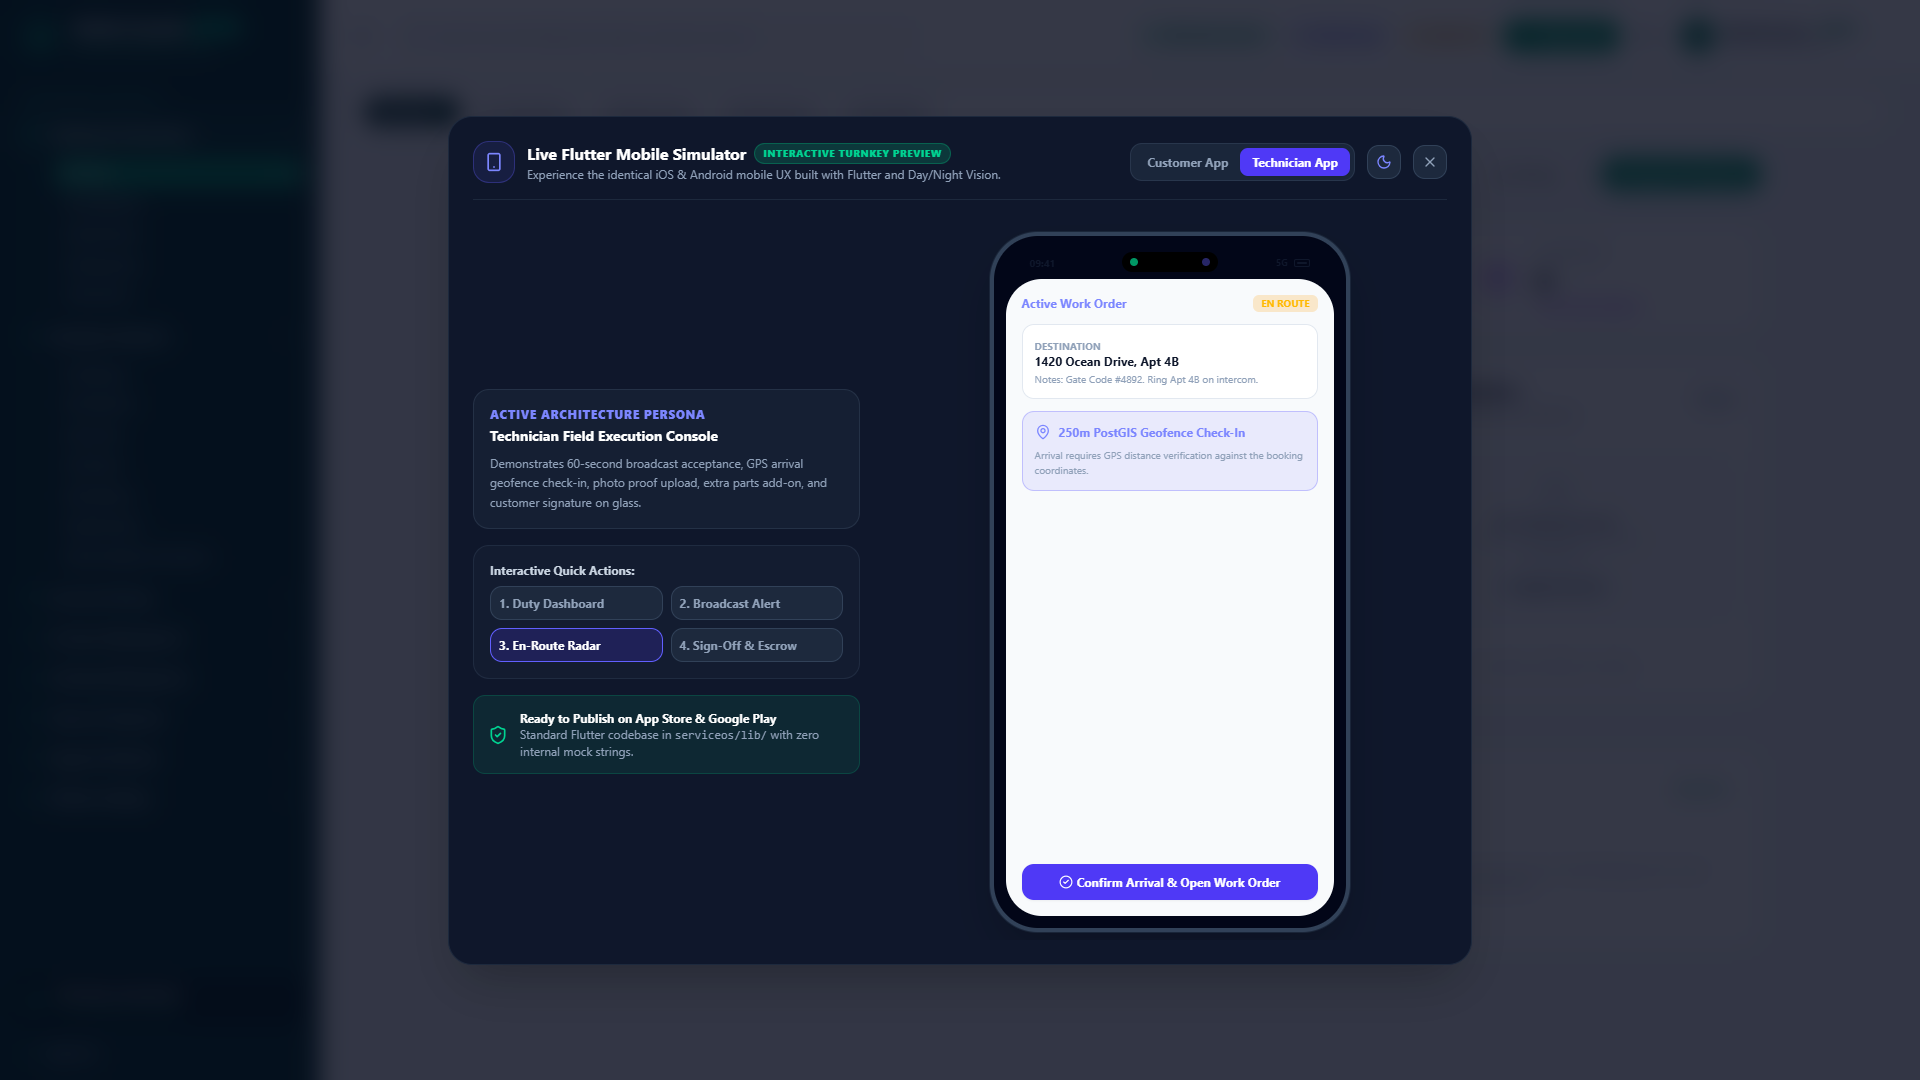 Live Flutter Mobile Simulator INTERACTIVE TURNKEY PREVIEW
Experience the identical iOS & Android mobile UX built with Flutter and Day/Night Vision.
Customer App Technician App
ACTIVE ARCHITECTURE PERSONA
Technician Field Execution Console
Demonstrates 60-second broadcast acceptance, GPS arrival
geofence check-in, photo proof upload, extra parts add-on, and
customer signature on glass.
Interactive Quick Actions:
1. Duty Dashboard 2. Broadcast Alert
3. En-Route Radar 4. Sign-Off & Escrow
Ready to Publish on App Store & Google Play
Standard Flutter codebase in serviceos/lib/ with zero
internal mock strings.
09:41 5G
Active Work Order EN ROUTE
DESTINATION
1420 Ocean Drive, Apt 4B
Notes: Gate Code #4892. Ring Apt 4B on intercom.
250m PostGIS Geofence Check-In
Arrival requires GPS distance verification against the booking
coordinates.
Confirm Arrival & Open Work Order